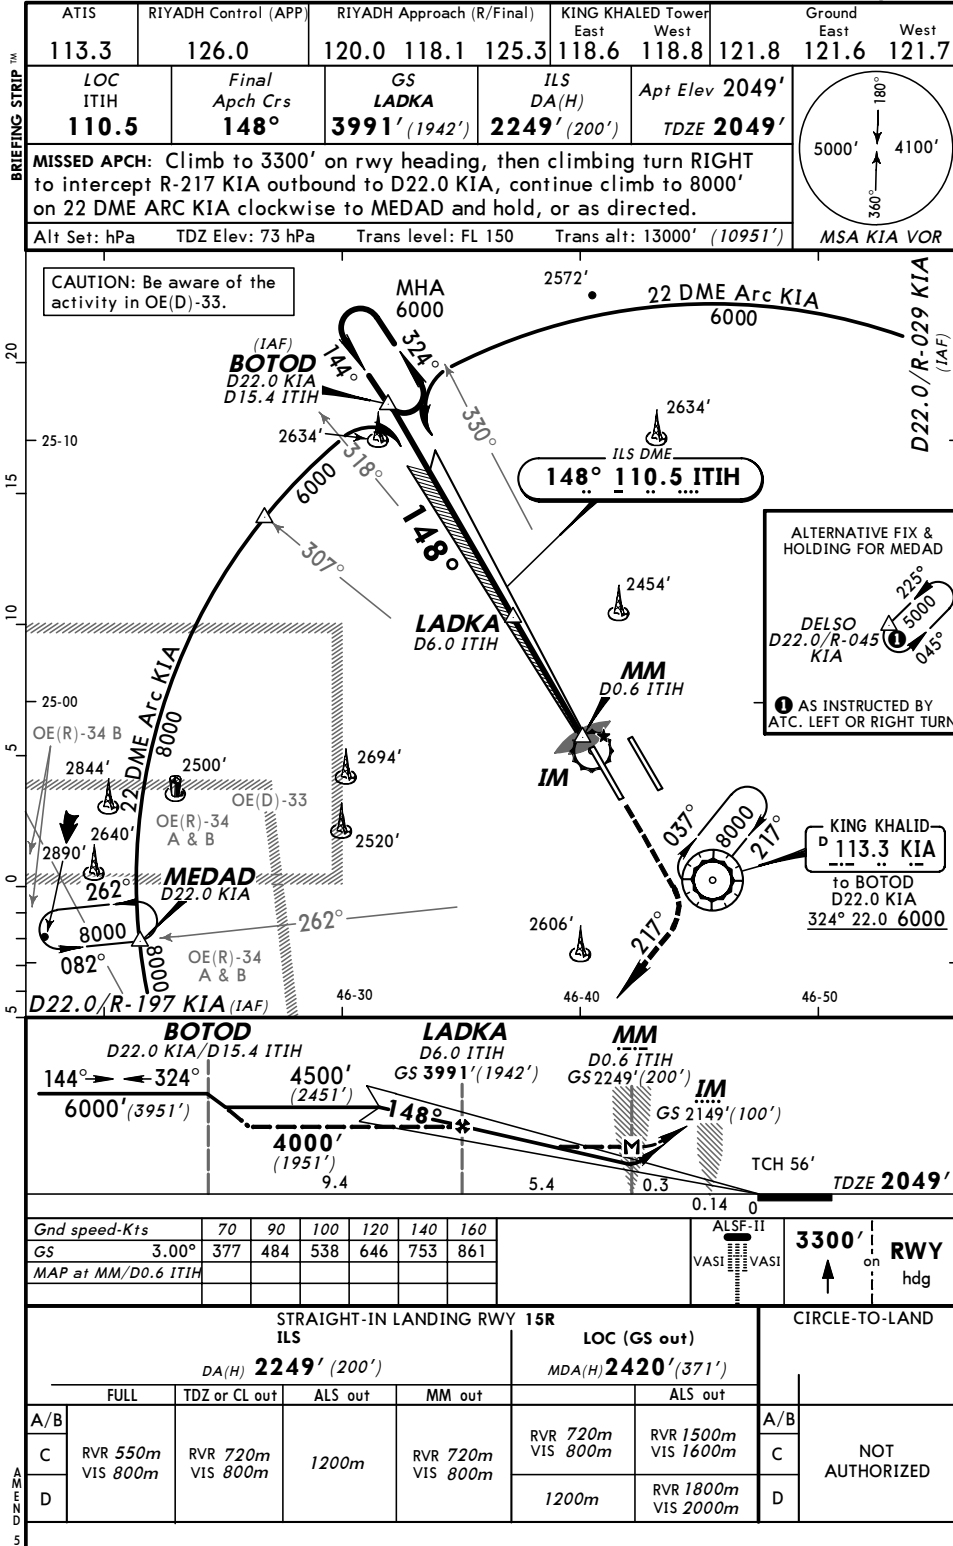 ATIS
113.3
RIYADH Control (APP)
126.0
RIYADH Approach (R/Final)
120.0 118.1 125.3
KING KHALED Tower
East West
118.6 118.8
121.8
Ground
East West
121.6 121.7
BRIEFING STRIP TM
LOC
ITIH
110.5
Final
Apch Crs
148°
GS
LADKA
3991' (1942')
ILS
DA(H)
2249' (200')
Apt Elev 2049'
TDZE 2049'
MISSED APCH: Climb to 3300' on rwy heading, then climbing turn RIGHT
to intercept R-217 KIA outbound to D22.0 KIA, continue climb to 8000'
on 22 DME ARC KIA clockwise to MEDAD and hold, or as directed.
Alt Set: hPa TDZ Elev: 73 hPa Trans level: FL 150 Trans alt: 13000' (10951')
180°
5000' 4100'
360°
MSA KIA VOR
CAUTION: Be aware of the
activity in OE(D)-33.
MHA
6000
2572'
22 DME Arc KIA
6000
D22.0/R-029 KIA
(IAF)
(IAF)
BOTOD
D22.0 KIA
D15.4 ITIH
144°
324°
330°
2634'
2634'
318°
6000
307°
148°
ILS DME
148° 110.5 ITIH
25-10
20
15
10
5
0
5
ALTERNATIVE FIX &
HOLDING FOR MEDAD
225°
5000
045°
DELSO
D22.0/R-045
KIA
1
1 AS INSTRUCTED BY
ATC. LEFT OR RIGHT TURN
2454'
LADKA
D6.0 ITIH
MM
D0.6 ITIH
IM
25-00
OE(R)-34 B
22 DME Arc KIA
8000
2844'
2500'
OE(D)-33
OE(R)-34
A & B
2694'
2520'
2640'
2890'
262°
MEDAD
D22.0 KIA
8000
082°
8000
262°
OE(R)-34
A & B
D22.0/R-197 KIA (IAF)
037°
8000
217°
217°
2606'
KING KHALID
D 113.3 KIA
to BOTOD
D22.0 KIA
324° 22.0 6000
46-30 46-40 46-50
BOTOD
D22.0 KIA/D15.4 ITIH
144° 324°
6000' (3951')
4500'
(2451')
4000'
(1951')
148°
LADKA
D6.0 ITIH
GS 3991' (1942')
MM
D0.6 ITIH
GS 2249' (200')
IM
GS 2149' (100')
M
TCH 56'
TDZE 2049'
9.4 5.4 0.3 0.14 0
Gnd speed-Kts 70 90 100 120 140 160
GS 3.00° 377 484 538 646 753 861
MAP at MM/D0.6 ITIH
ALSF-II
VASI VASI
3300'
on
RWY
hdg
STRAIGHT-IN LANDING RWY 15R
CIRCLE-TO-LAND
ILS
LOC (GS out)
DA(H) 2249' (200')
MDA(H) 2420' (371')
FULL TDZ or CL out ALS out MM out ALS out
A/B
C
D
RVR 550m
VIS 800m
RVR 720m
VIS 800m
1200m
RVR 720m
VIS 800m
RVR 720m
VIS 800m
1200m
RVR 1500m
VIS 1600m
RVR 1800m
VIS 2000m
A/B
C
D
NOT
AUTHORIZED
AMEND 5